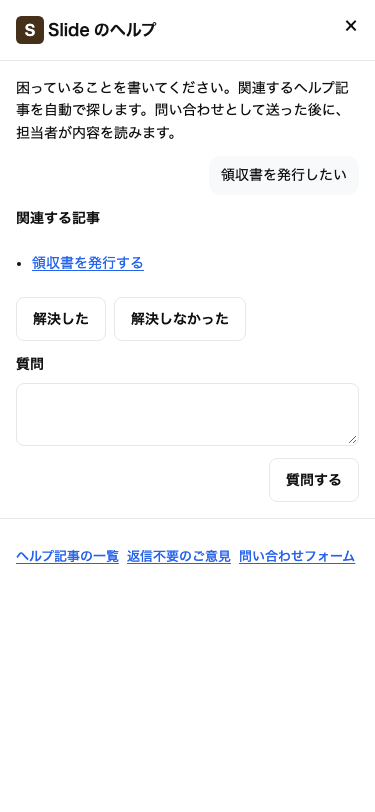 S Slide のヘルプ
×
困っていることを書いてください。関連するヘルプ記
事を自動で探します。問い合わせとして送った後に、
担当者が内容を読みます。
領収書を発行したい
関連する記事
• 領収書を発行する
解決した 解決しなかった
質問
質問する
ヘルプ記事の一覧 返信不要のご意見 問い合わせフォーム